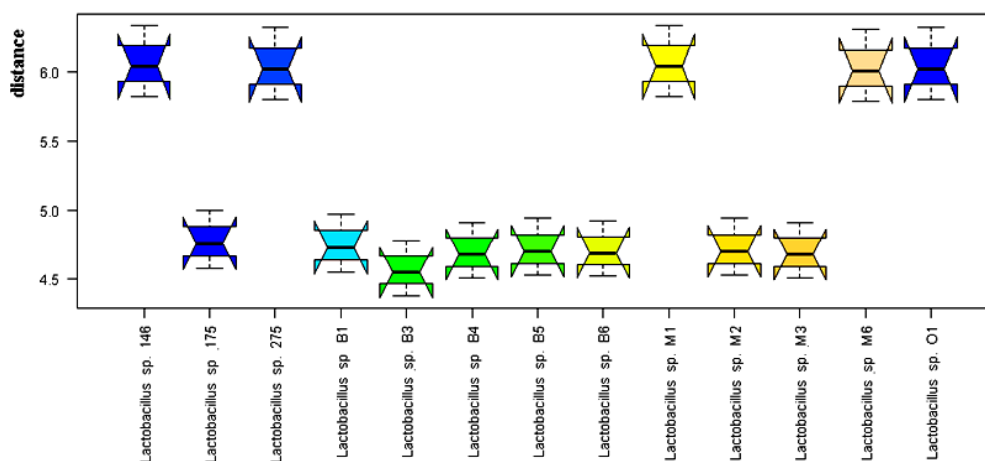 distance
6.0
5.5
5.0
4.5
Lactobacillus sp. 146
Lactobacillus sp. 175
Lactobacillus sp. 275
Lactobacillus sp. B1
Lactobacillus sp. B3
Lactobacillus sp. B4
Lactobacillus sp. B5
Lactobacillus sp. B6
Lactobacillus sp. M1
Lactobacillus sp. M2
Lactobacillus sp. M3
Lactobacillus sp. M6
Lactobacillus sp. O1